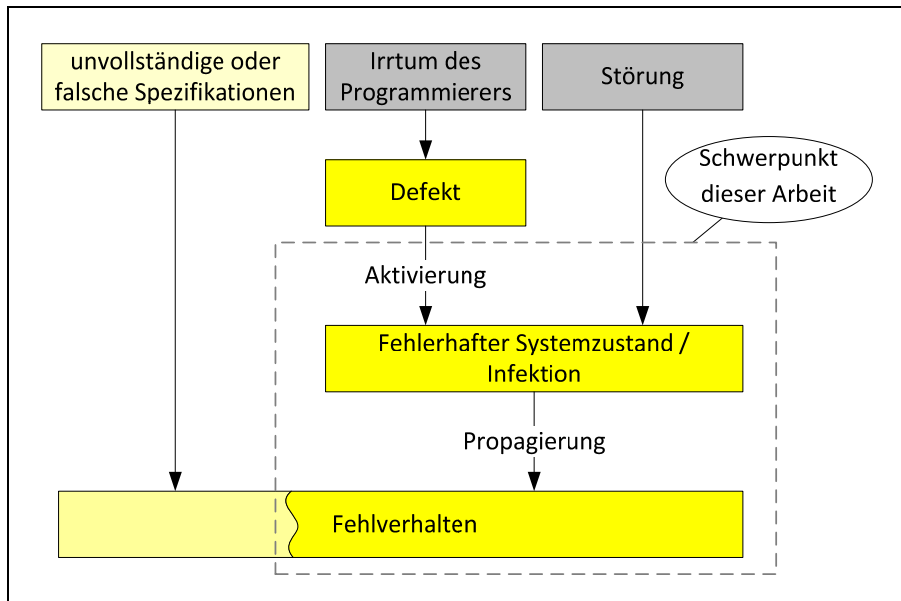 unvollständige oder
falsche Spezifikationen
Irrtum des
Programmierers
Störung
Schwerpunkt
dieser Arbeit
Defekt
Aktivierung
Fehlerhafter Systemzustand /
Infektion
Propagierung
Fehlverhalten